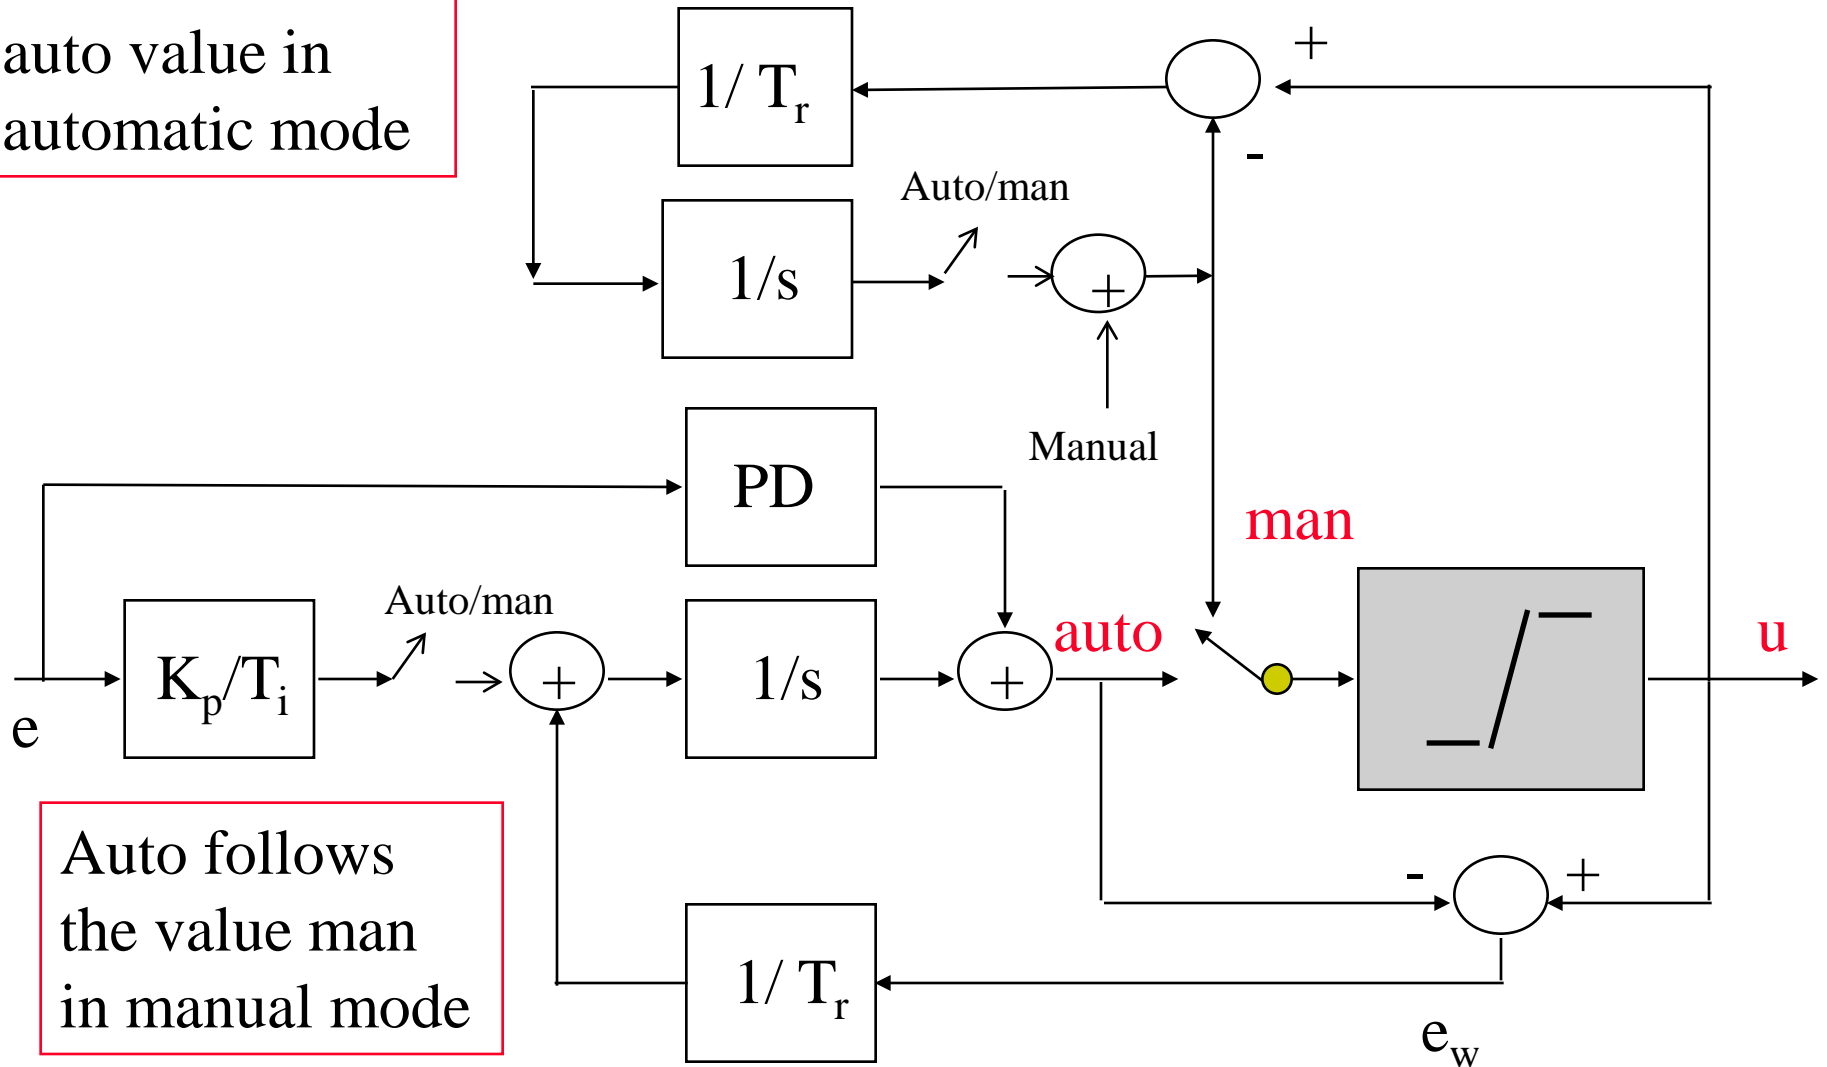 auto value in
automatic mode
1/ Tr
+
-
Auto/man
1/s
+
Manual
PD
man
Auto/man
auto
u
Kp/Ti
+
1/s
+
e
Auto follows
the value man
in manual mode
-
+
1/ Tr
ew